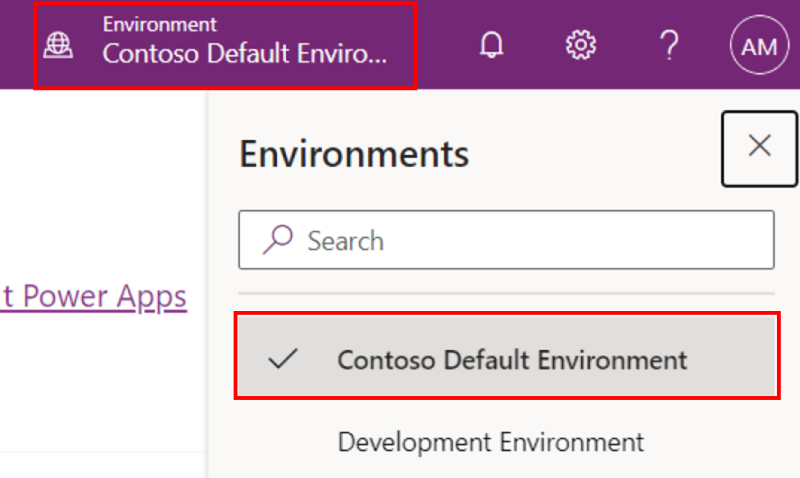 Environment
Contoso Default Enviro...
AM
Environments
Search
t Power Apps
Contoso Default Environment
Development Environment